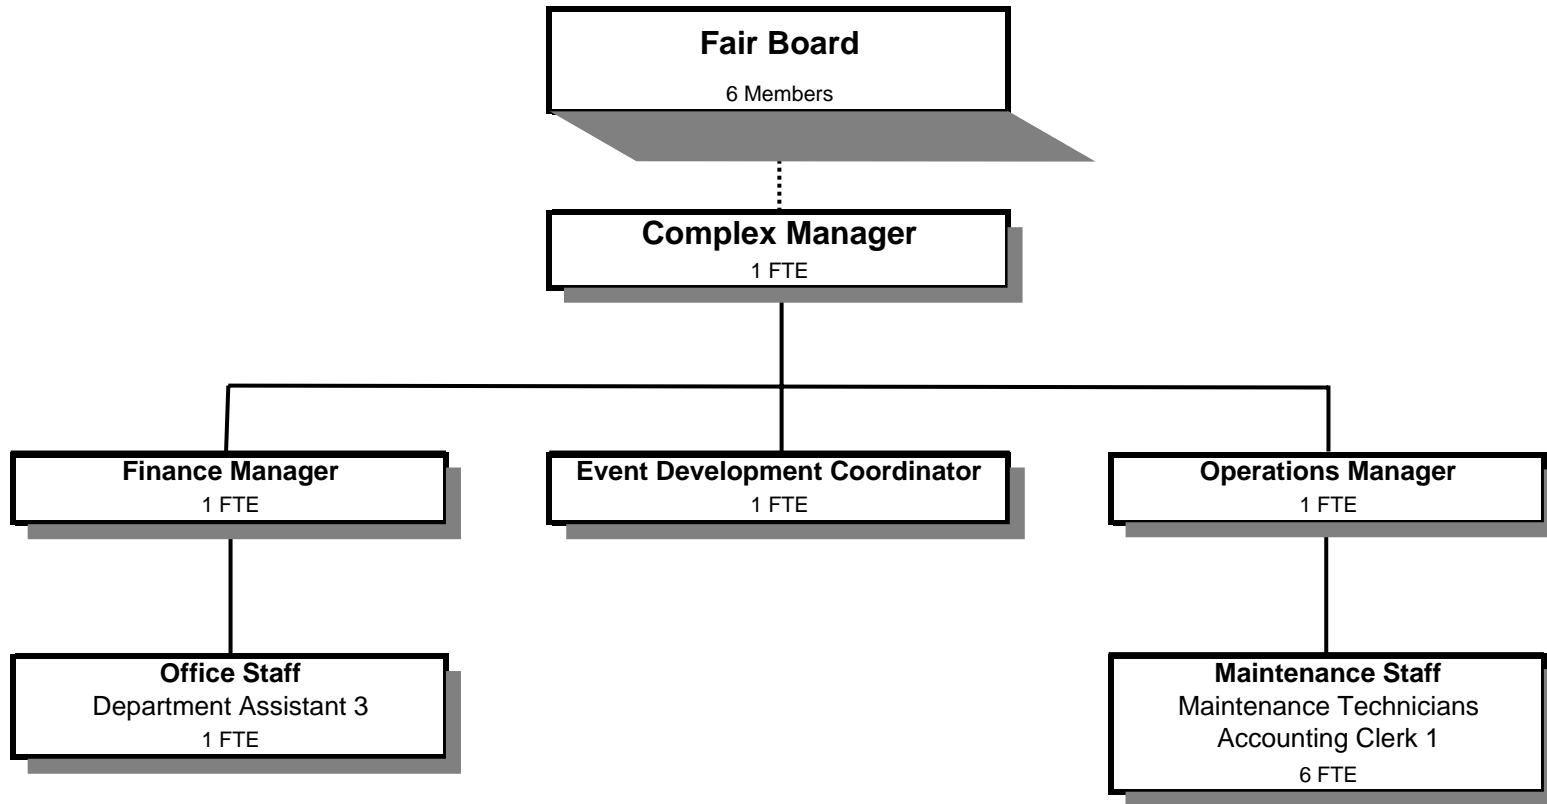 Fair Board
6 Members
Complex Manager
1 FTE
Finance Manager
1 FTE
Event Development Coordinator
1 FTE
Operations Manager
1 FTE
Office Staff
Department Assistant 3
1 FTE
Maintenance Staff
Maintenance Technicians
Accounting Clerk 1
6 FTE